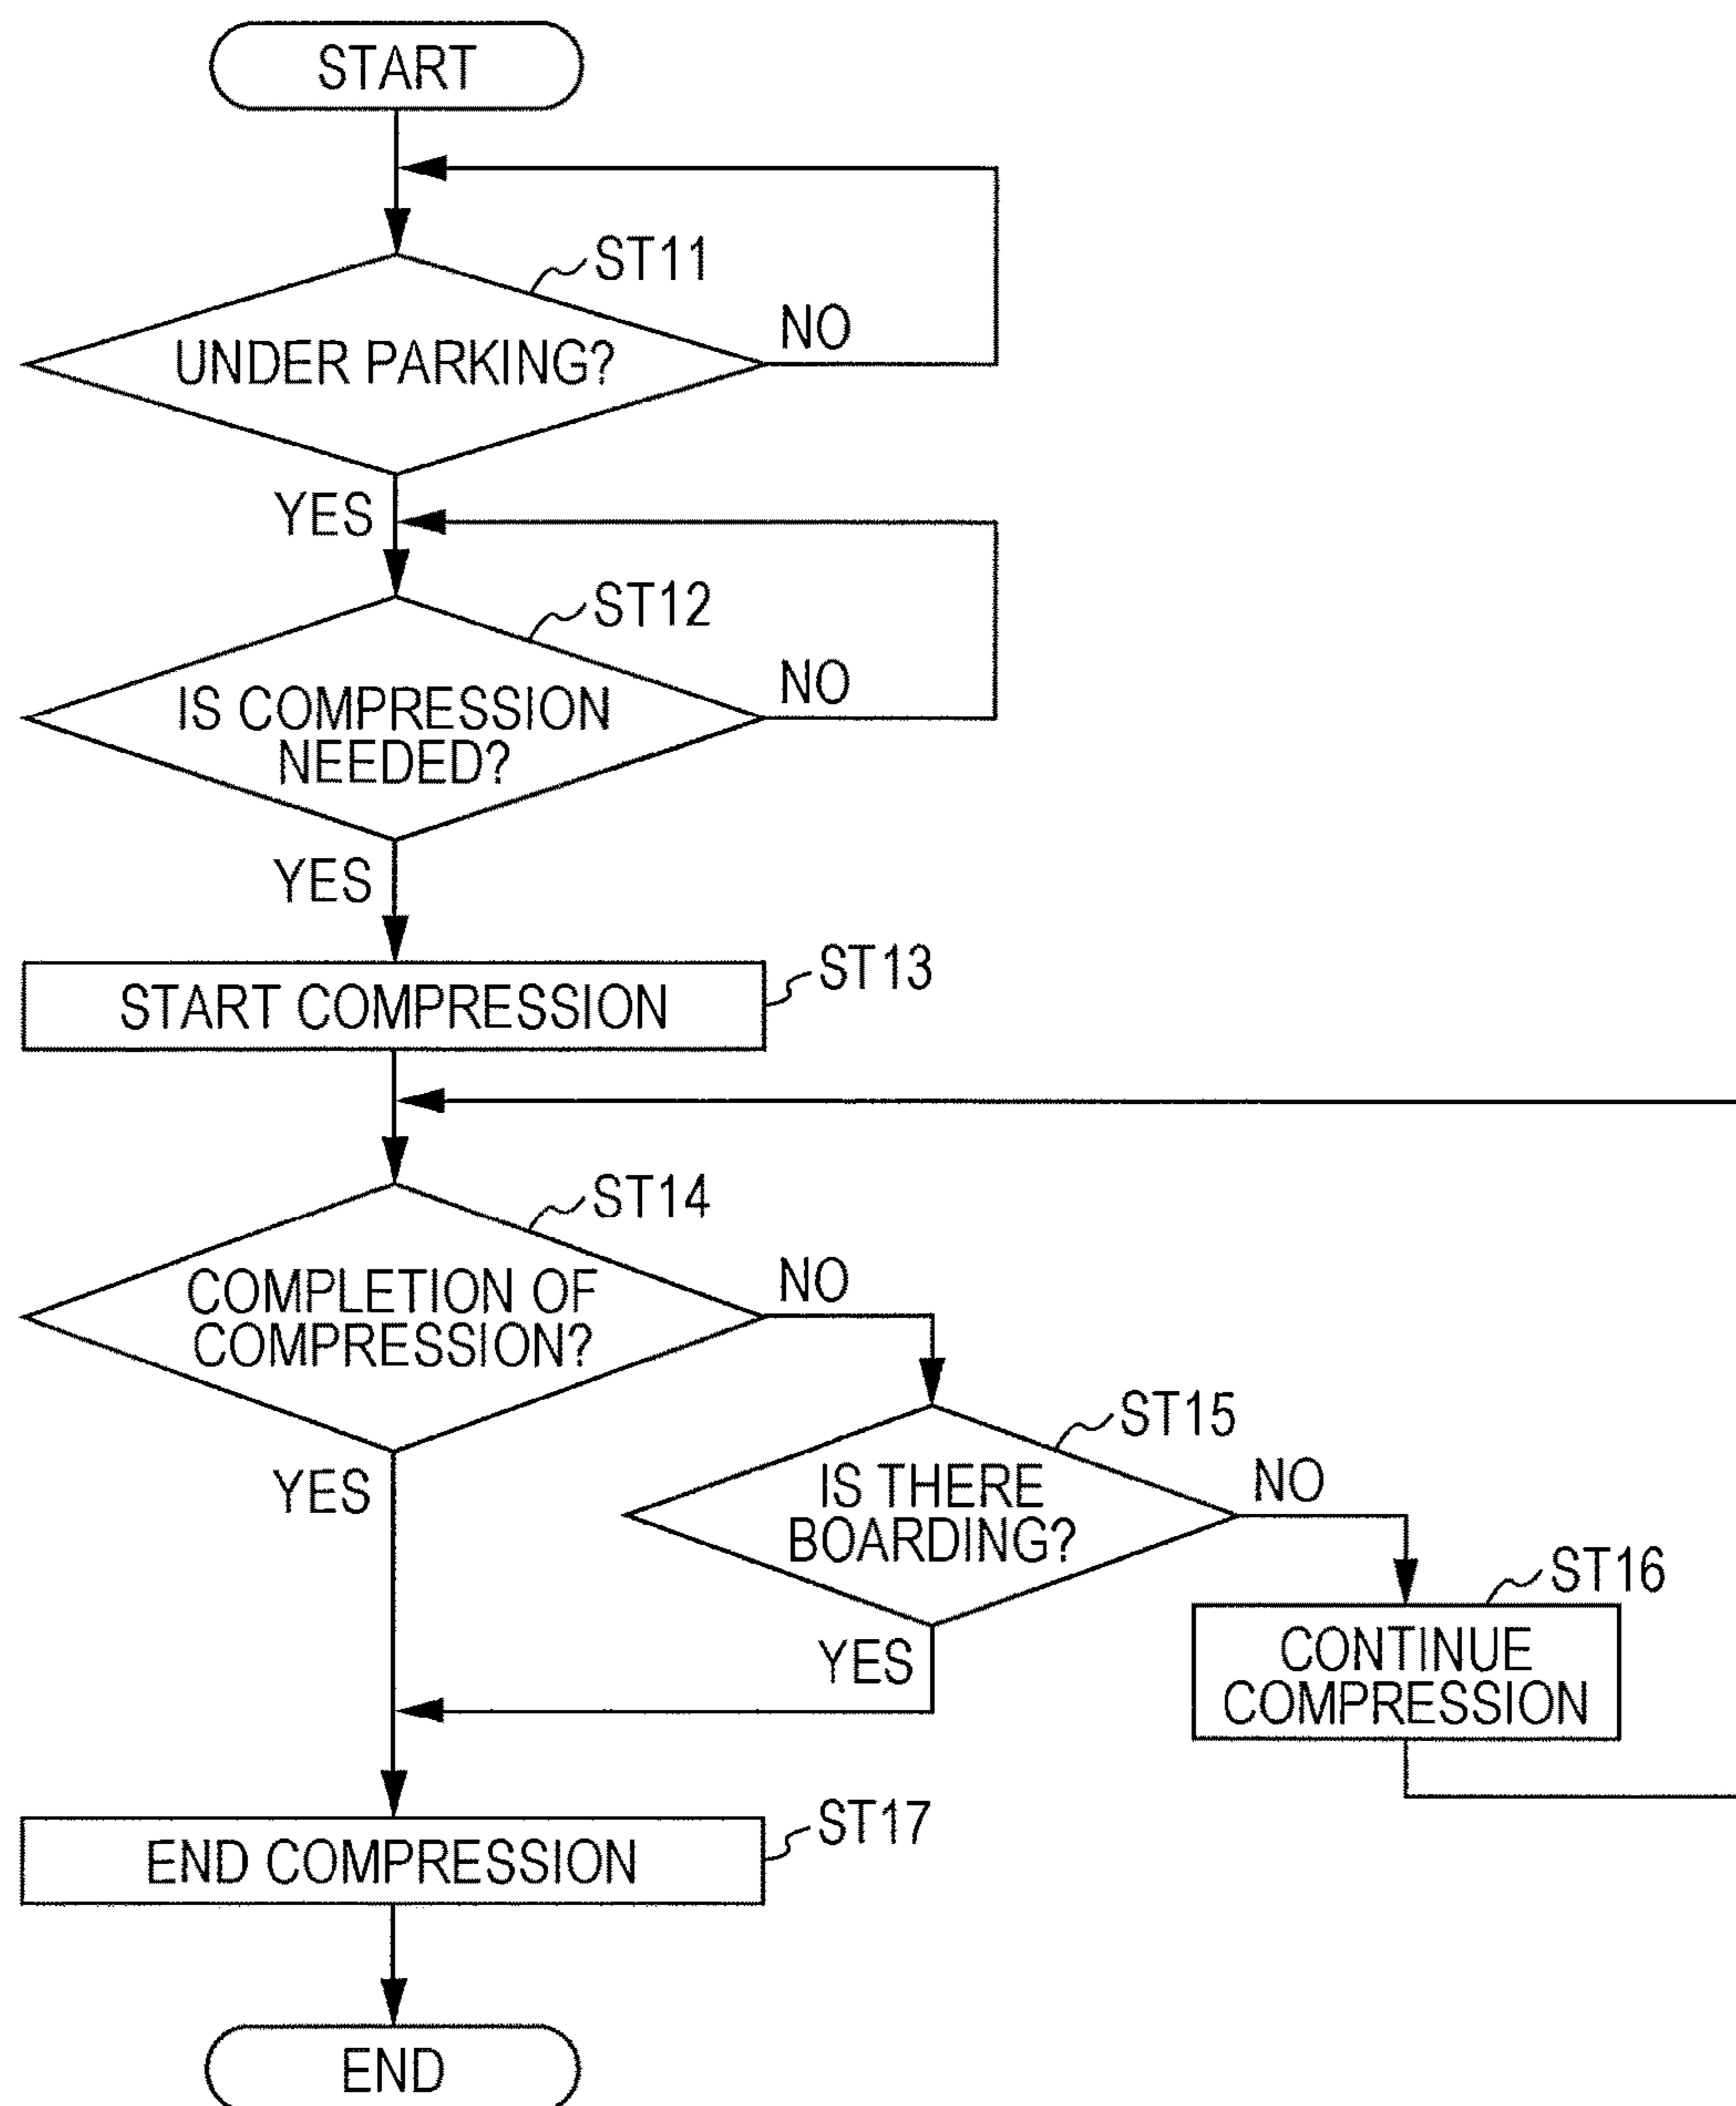 START
ST11
UNDER PARKING?
NO
YES
ST12
IS COMPRESSION
NEEDED?
NO
YES
ST13
START COMPRESSION
ST14
COMPLETION OF
COMPRESSION?
NO
YES
ST15
IS THERE
BOARDING?
NO
YES
ST16
CONTINUE
COMPRESSION
ST17
END COMPRESSION
END